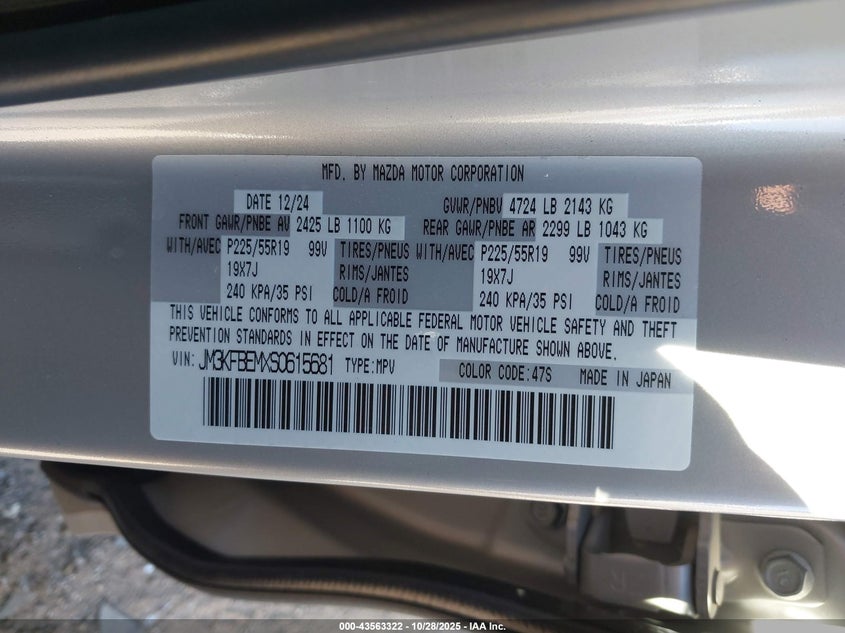 MFD. BY MAZDA MOTOR CORPORATION
DATE 12/24 GVWR/PNBV 4724 LB 2143 KG
FRONT GAWR/PNBE AV 2425 LB 1100 KG REAR GAWR/PNBE AR 2299 LB 1043 KG
WITH/AVEC P225/55R19 99V TIRES/PNEUS WITH/AVEC P225/55R19 99V TIRES/PNEUS
19X7J RIMS/JANTES 19X7J RIMS/JANTES
240 KPA/35 PSI COLD/A FROID 240 KPA/35 PSI COLD/A FROID
THIS VEHICLE CONFORMS TO ALL APPLICABLE FEDERAL MOTOR VEHICLE SAFETY AND THEFT
PREVENTION STANDARDS IN EFFECT ON THE DATE OF MANUFACTURE SHOWN ABOVE.
VIN: JM3KFBEMXS0615681 TYPE:MPV COLOR CODE:47S MADE IN JAPAN
000-43563322 - 10/28/2025 - IAA Inc.